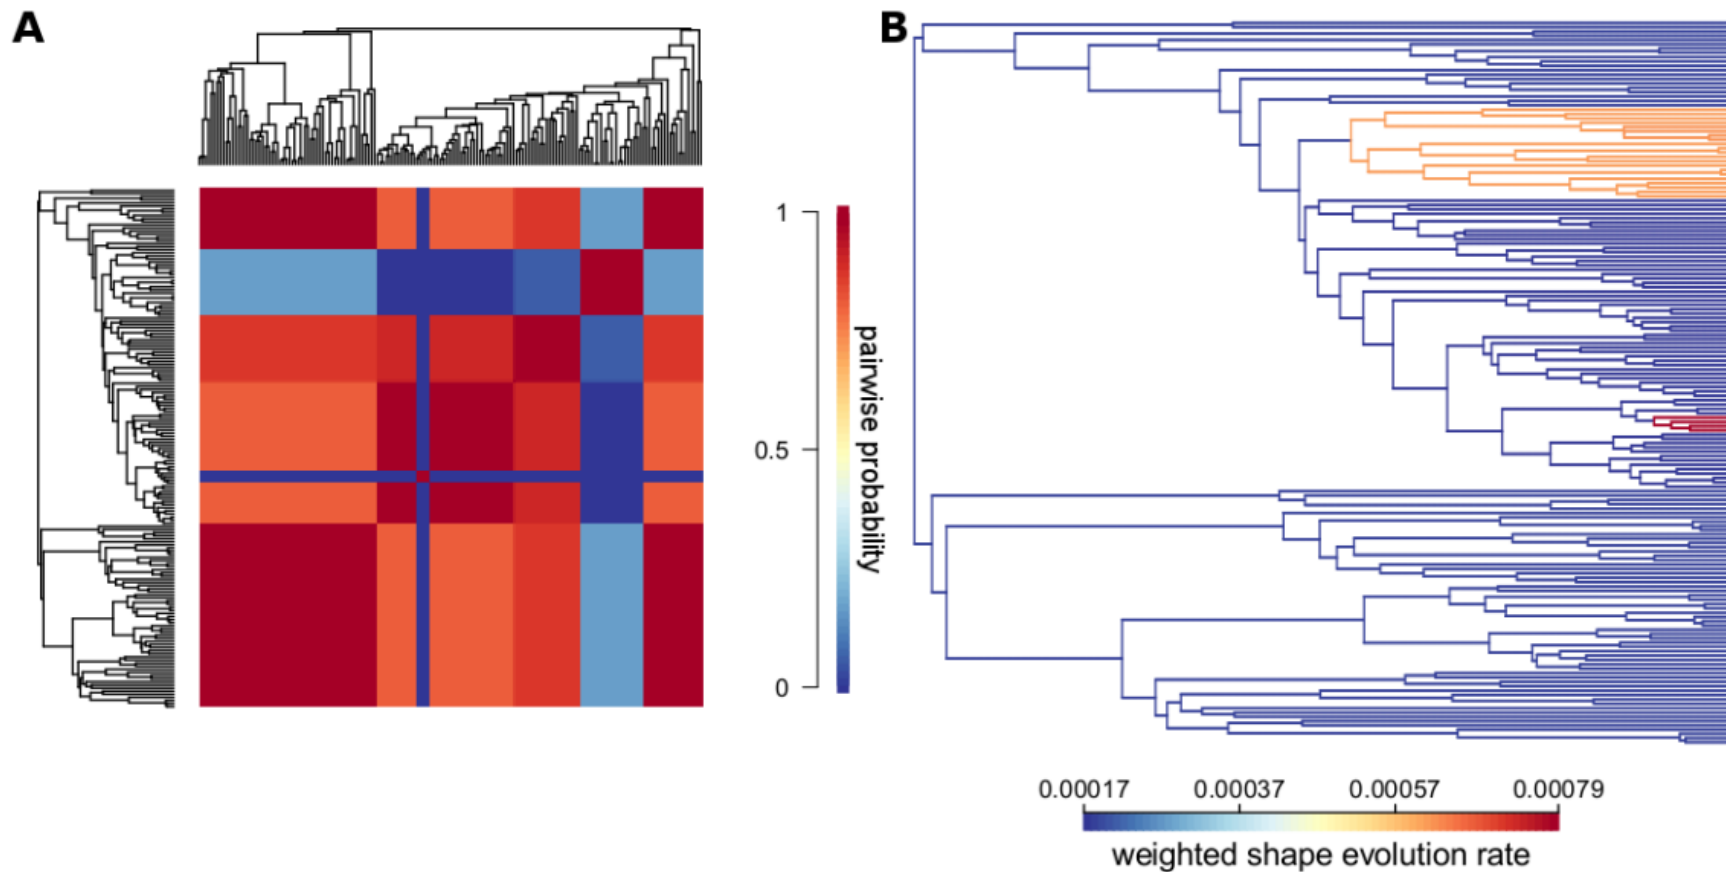 A
B
1
0.5
0
pairwise probability
0.00017 0.00037 0.00057 0.00079
weighted shape evolution rate